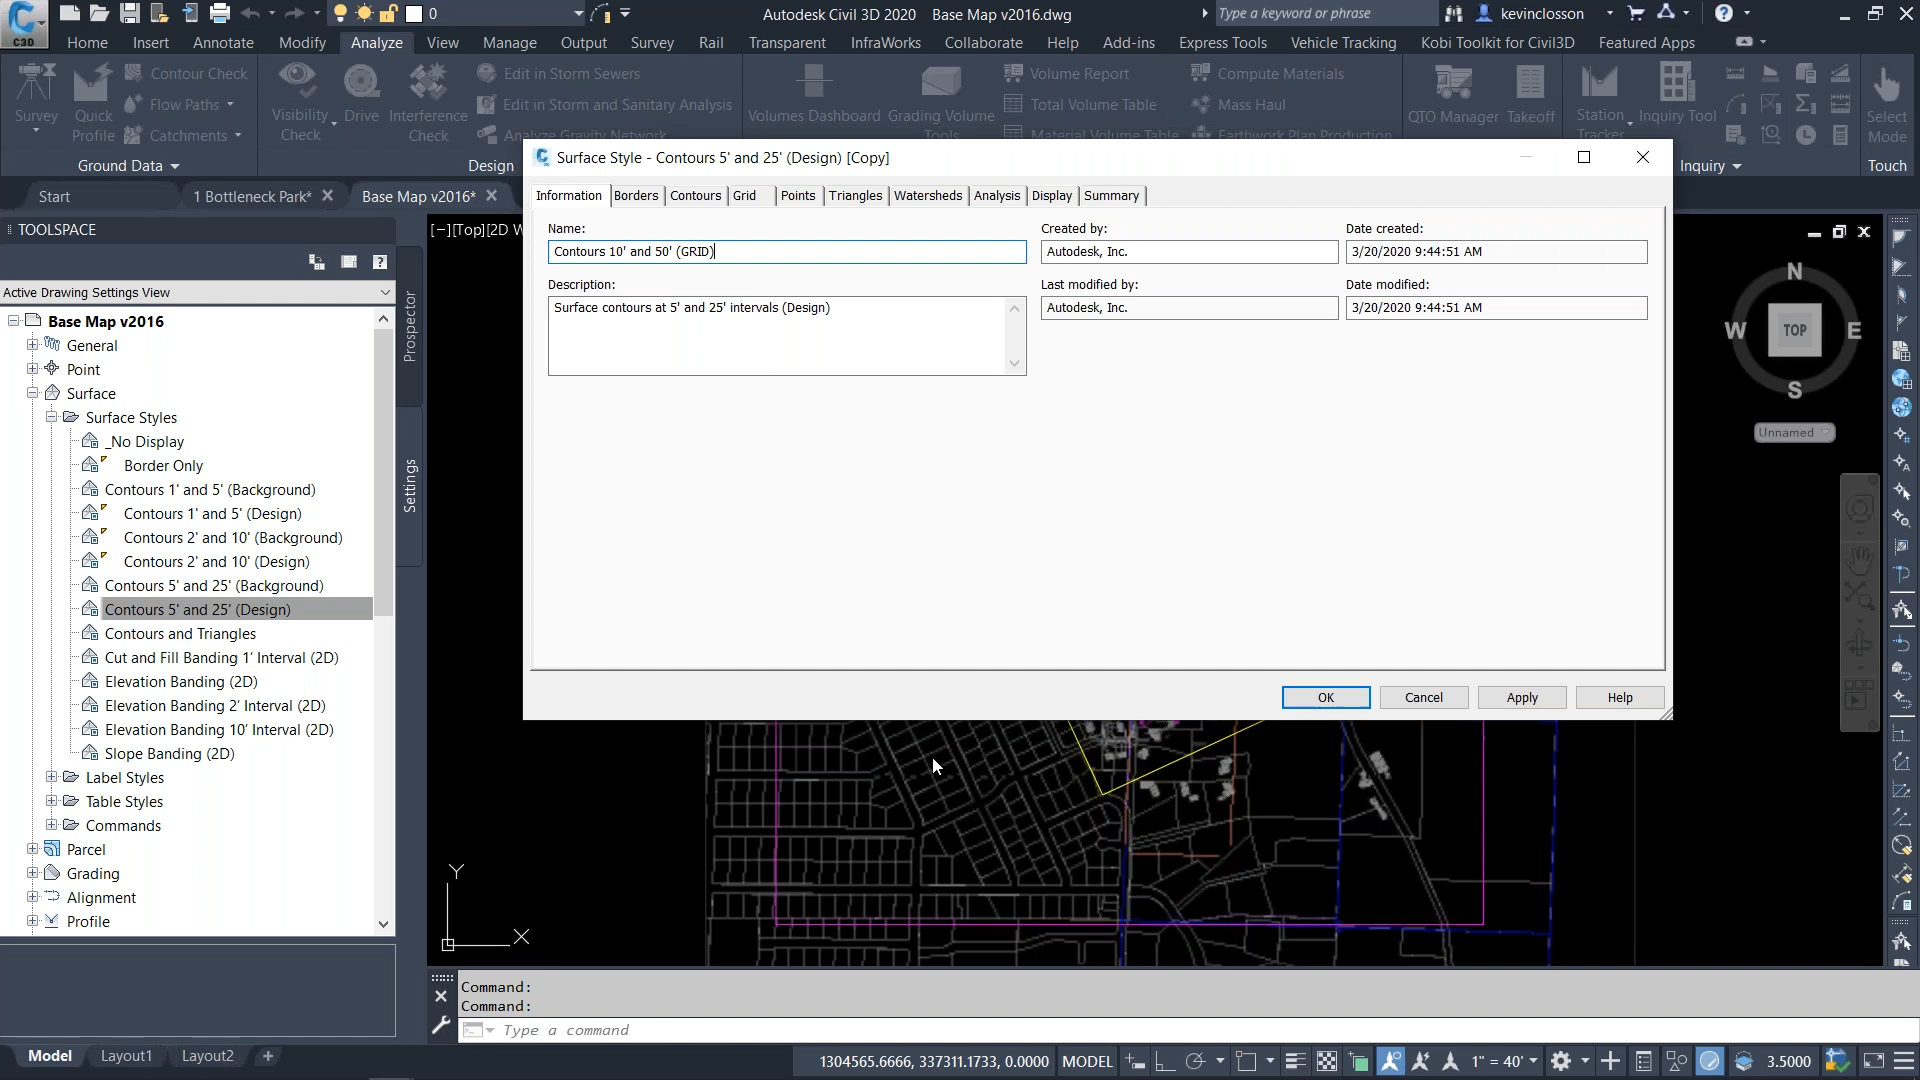 C3D
0
Autodesk Civil 3D 2020 Base Map v2016.dwg
Type a keyword or phrase
kevinclosson
Home Insert Annotate Modify Analyze View Manage Output Survey Rail Transparent InfraWorks Collaborate Help Add-ins Express Tools Vehicle Tracking Kobi Toolkit for Civil3D Featured Apps
Survey
Quick Profile
Contour Check
Flow Paths
Catchments
Ground Data
Visibility Check
Drive
Interference Check
Edit in Storm Sewers
Edit in Storm and Sanitary Analysis
Analyze Gravity Network
Design
Volumes Dashboard
Grading Volume Tools
Volume Report
Total Volume Table
Material Volume Table
Compute Materials
Mass Haul
Earthwork Plan Production
QTO Manager
Takeoff
Station Tracker
Inquiry Tool
Inquiry
Select Mode
Touch
Start
1 Bottleneck Park*
Base Map v2016*
TOOLSPACE
Active Drawing Settings View
Base Map v2016
General
Point
Surface
Surface Styles
_No Display
Border Only
Contours 1' and 5' (Background)
Contours 1' and 5' (Design)
Contours 2' and 10' (Background)
Contours 2' and 10' (Design)
Contours 5' and 25' (Background)
Contours 5' and 25' (Design)
Contours and Triangles
Cut and Fill Banding 1' Interval (2D)
Elevation Banding (2D)
Elevation Banding 2' Interval (2D)
Elevation Banding 10' Interval (2D)
Slope Banding (2D)
Label Styles
Table Styles
Commands
Parcel
Grading
Alignment
Profile
Prospector
Settings
[−][Top][2D W
Surface Style - Contours 5' and 25' (Design) [Copy]
Information Borders Contours Grid Points Triangles Watersheds Analysis Display Summary
Name:
Contours 10' and 50' (GRID)
Description:
Surface contours at 5' and 25' intervals (Design)
Created by:
Autodesk, Inc.
Last modified by:
Autodesk, Inc.
Date created:
3/20/2020 9:44:51 AM
Date modified:
3/20/2020 9:44:51 AM
OK Cancel Apply Help
N
W TOP E
S
Unnamed
Y
X
Command:
Command:
Type a command
Model Layout1 Layout2 +
1304565.6666, 337311.1733, 0.0000 MODEL
1" = 40'
3.5000